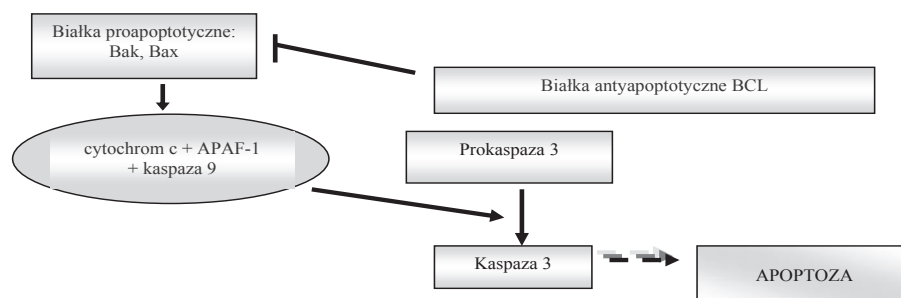 Białka proapoptotyczne:
Bak, Bax
Białka antyapoptotyczne BCL
cytochrom c + APAF-1
+ kaspaza 9
Prokaspaza 3
Kaspaza 3
APOPTOZA